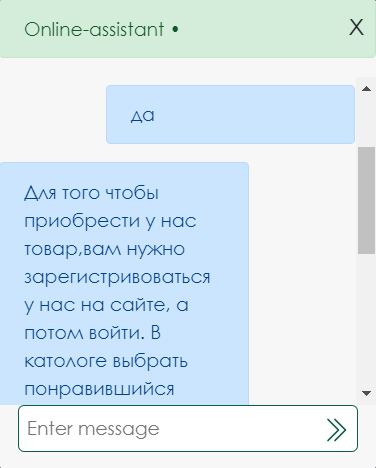 Online-assistant •
X
да
Для того чтобы
приобрести у нас
товар,вам нужно
зарегистривоваться
у нас на сайте, а
потом войти. В
катологе выбрать
понравившийся
Enter message